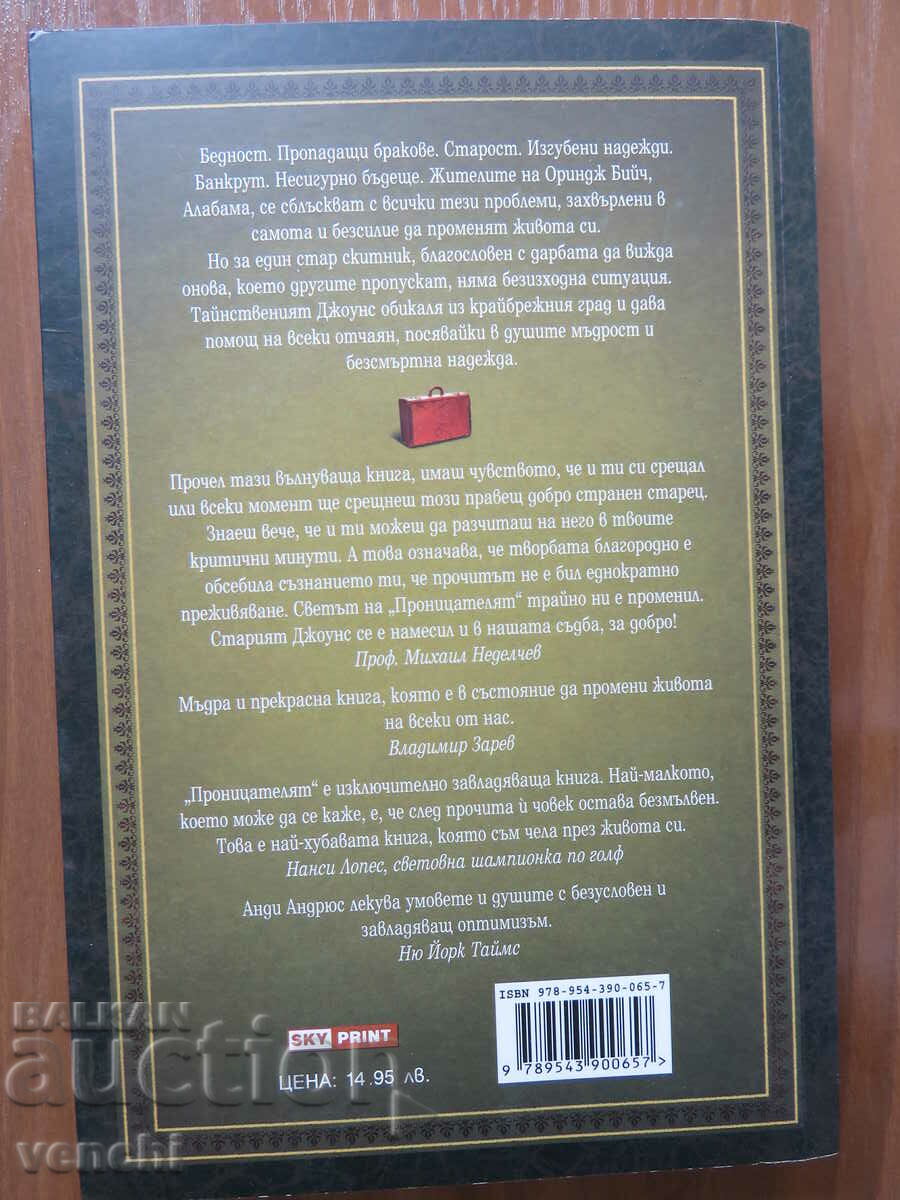 Бедност. Пропадащи бракове. Старост. Изгубени надежди.
Банкрут. Несигурно бъдеще. Жителите на Ориндж Бийч,
Алабама, се сблъскват с всички тези проблеми, захвърлени в
самота и безсилие да променят живота си.
Но за един стар скитник, благословен с дарбата да вижда
онова, което другите пропускат, няма безизходна ситуация.
Тайнственият Джоунс обикаля из крайбрежния град и дава
помощ на всеки отчаян, посявайки в душите мъдрост и
безсмъртна надежда.
Прочел тази вълнуваща книга, имаш чувството, че и ти си срещал
или всеки момент ще срещнеш този правещ добро странен старец.
Знаеш вече, че и ти можеш да разчиташ на него в твоите
критични минути. А това означава, че творбата благородно е
обсебила съзнанието ти, че прочитът не е бил еднократно
преживяване. Светът на „Проницателят“ трайно ни е променил.
Старият Джоунс се е намесил и в нашата съдба, за добро!
Проф. Михаил Неделчев
Мъдра и прекрасна книга, която е в състояние да промени живота
на всеки от нас.
Владимир Зарев
„Проницателят“ е изключително завладяваща книга. Най-малкото,
което може да се каже, е, че след прочита ѝ човек остава безмълвен.
Това е най-хубавата книга, която съм чела през живота си.
Нанси Лопес, световна шампионка по голф
Анди Андрюс лекува умовете и душите с безусловен и
завладяващ оптимизъм.
Ню Йорк Таймс
ISBN 978-954-390-065-7
9 789543 900657 >
SKY PRINT
ЦЕНА: 14.95 лв.
BALKAN
auction
venchi